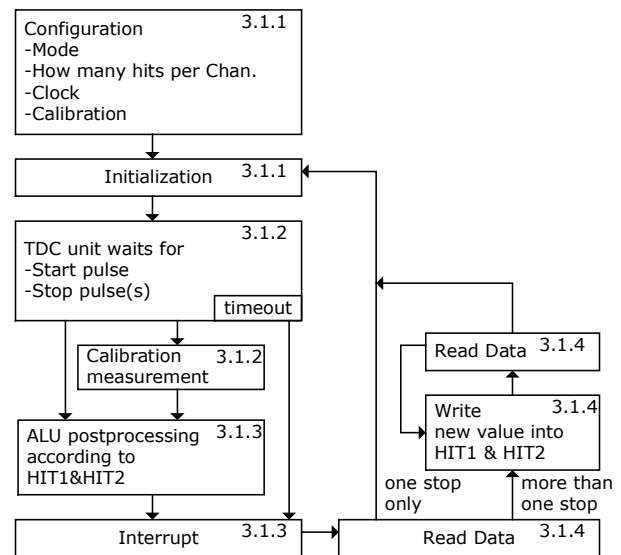 Configuration 3.1.1
-Mode
-How many hits per Chan.
-Clock
-Calibration
Initialization 3.1.1
3.1.2
TDC unit waits for
-Start pulse
-Stop pulse(s)
timeout
Calibration 3.1.2
measurement
ALU postprocessing 3.1.3
according to
HIT1&HIT2
Interrupt 3.1.3
Read Data 3.1.4
Write 3.1.4
new value into
HIT1 & HIT2
one stop
only
more than
one stop
Read Data 3.1.4